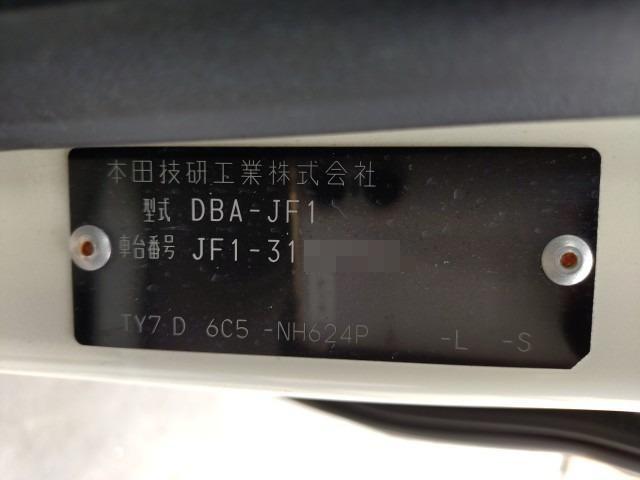 本田技研工業株式会社
型式 DBA-JF1
車台番号 JF1-31
TY7 D 6C5 -NH624P -L -S